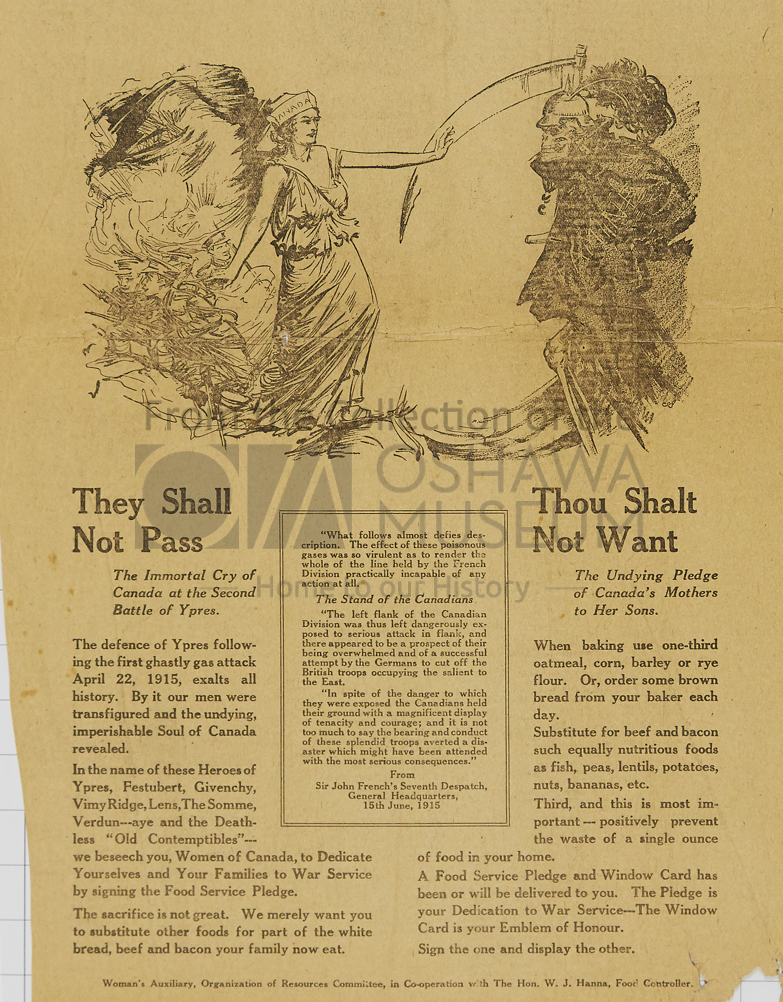 CANADA
From the Collection of the
OSHAWA
MUSEUM
Home to our History
They Shall
Not Pass
The Immortal Cry of
Canada at the Second
Battle of Ypres.
The defence of Ypres follow-
ing the first ghastly gas attack
April 22, 1915, exalts all
history. By it our men were
transfigured and the undying,
imperishable Soul of Canada
revealed.
In the name of these Heroes of
Ypres, Festubert, Givenchy,
Vimy Ridge, Lens, The Somme,
Verdun---aye and the Death-
less "Old Contemptibles"---
we beseech you, Women of Canada, to Dedicate
Yourselves and Your Families to War Service
by signing the Food Service Pledge.
The sacrifice is not great. We merely want you
to substitute other foods for part of the white
bread, beef and bacon your family now eat.
"What follows almost defies des-
cription. The effect of these poisonous
gases was so virulent as to render the
whole of the line held by the French
Division practically incapable of any
action at all.
The Stand of the Canadians
"The left flank of the Canadian
Division was thus left dangerously ex-
posed to serious attack in flank, and
there appeared to be a prospect of their
being overwhelmed and of a successful
attempt by the Germans to cut off the
British troops occupying the salient to
the East.
"In spite of the danger to which
they were exposed the Canadians held
their ground with a magnificent display
of tenacity and courage; and it is not
too much to say the bearing and conduct
of these splendid troops averted a dis-
aster which might have been attended
with the most serious consequences."
From
Sir John French's Seventh Despatch,
General Headquarters,
15th June, 1915
Thou Shalt
Not Want
The Undying Pledge
of Canada's Mothers
to Her Sons.
When baking use one-third
oatmeal, corn, barley or rye
flour. Or, order some brown
bread from your baker each
day.
Substitute for beef and bacon
such equally nutritious foods
as fish, peas, lentils, potatoes,
nuts, bananas, etc.
Third, and this is most im-
portant---positively prevent
the waste of a single ounce
of food in your home.
A Food Service Pledge and Window Card has
been or will be delivered to you. The Pledge is
your Dedication to War Service---The Window
Card is your Emblem of Honour.
Sign the one and display the other.
Woman's Auxiliary, Organization of Resources Committee, in Co-operation with The Hon. W. J. Hanna, Food Controller.